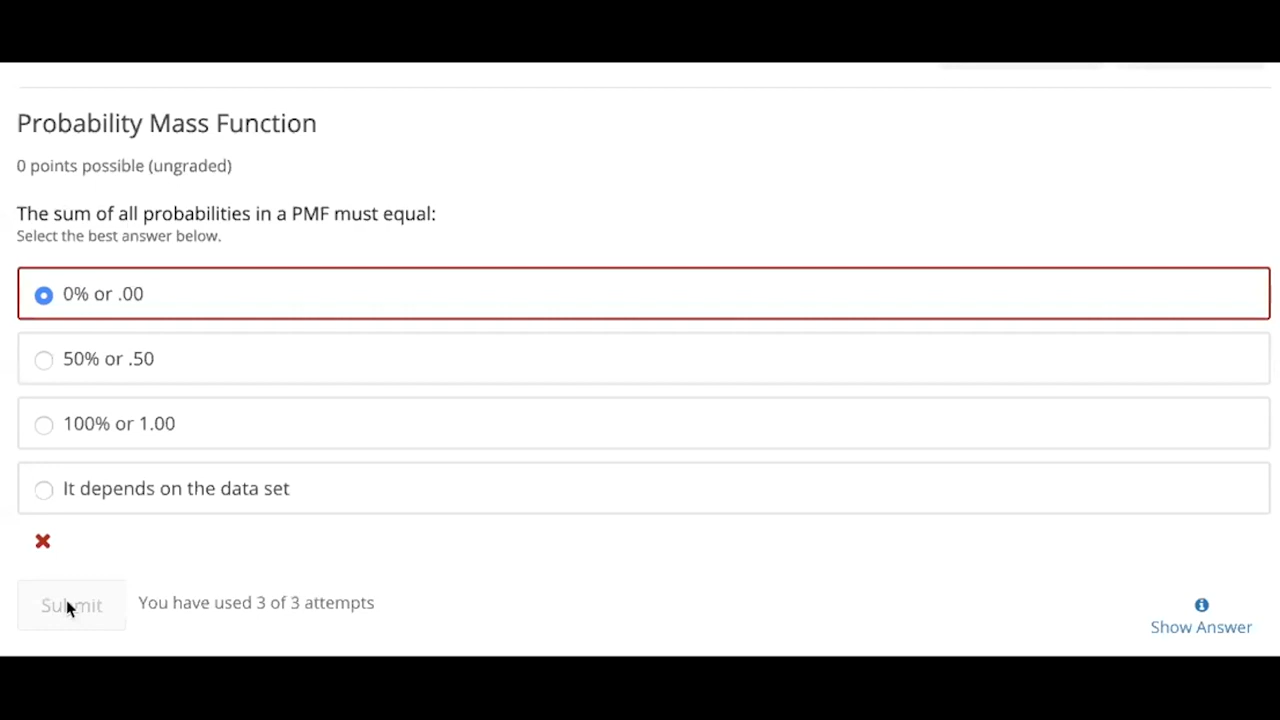 Probability Mass Function
0 points possible (ungraded)
The sum of all probabilities in a PMF must equal:
Select the best answer below.
0% or .00
50% or .50
100% or 1.00
It depends on the data set
Submit
You have used 3 of 3 attempts
Show Answer